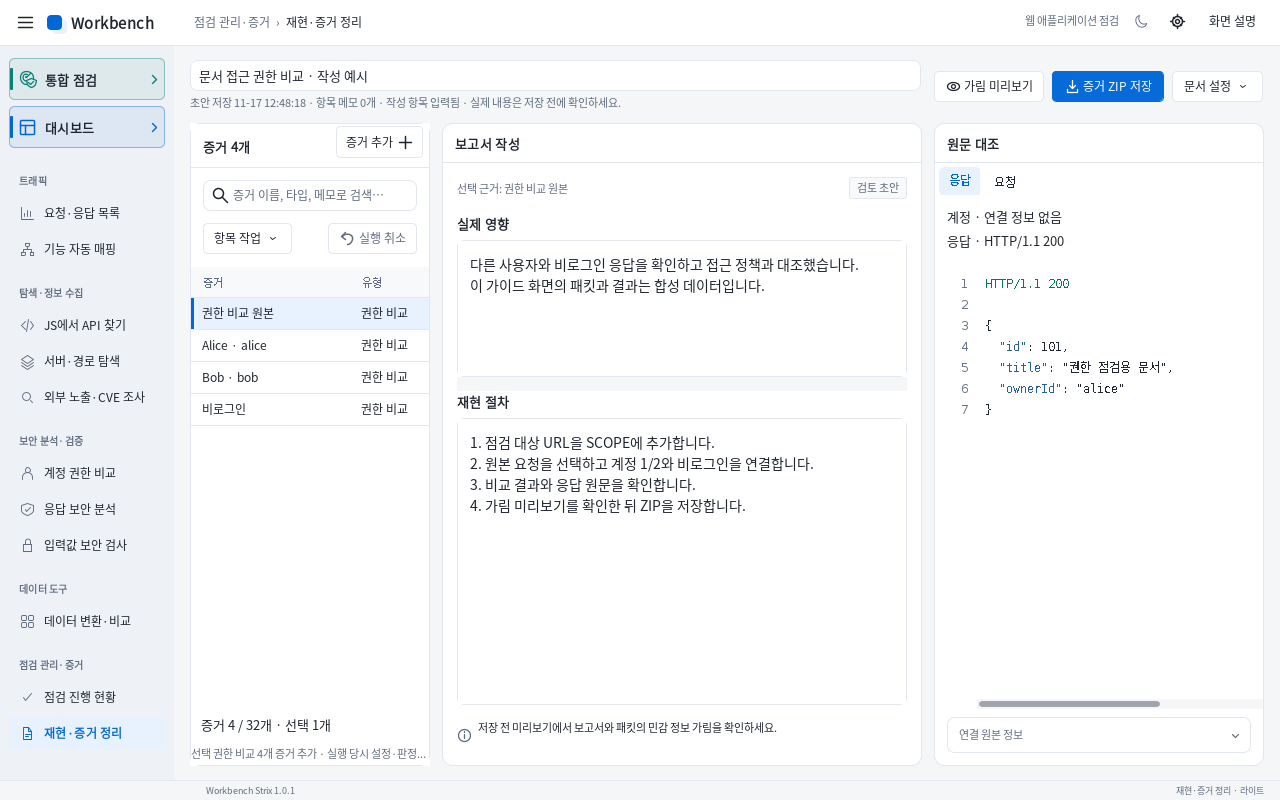 Workbench
점검 관리·증거 › 재현·증거 정리
웹 애플리케이션 점검
화면 설명
통합 점검
대시보드
트래픽
요청·응답 목록
기능 자동 매핑
탐색·정보 수집
JS에서 API 찾기
서버·경로 탐색
외부 노출·CVE 조사
보안 분석·검증
계정 권한 비교
응답 보안 분석
입력값 보안 검사
데이터 도구
데이터 변환·비교
점검 관리·증거
점검 진행 현황
재현·증거 정리
문서 접근 권한 비교 · 작성 예시
초안 저장 11-17 12:48:18 · 항목 메모 0개 · 작성 항목 입력됨 · 실제 내용은 저장 전에 확인하세요.
가림 미리보기
증거 ZIP 저장
문서 설정
증거 4개
증거 추가
증거 이름, 타입, 메모로 검색…
항목 작업
실행 취소
증거 유형
권한 비교 원본 권한 비교
Alice · alice 권한 비교
Bob · bob 권한 비교
비로그인 권한 비교
증거 4 / 32개 · 선택 1개
선택 권한 비교 4개 증거 추가 · 실행 당시 설정·판정...
보고서 작성
선택 근거: 권한 비교 원본
검토 초안
실제 영향
다른 사용자와 비로그인 응답을 확인하고 접근 정책과 대조했습니다.
이 가이드 화면의 패킷과 결과는 합성 데이터입니다.
재현 절차
1. 점검 대상 URL을 SCOPE에 추가합니다.
2. 원본 요청을 선택하고 계정 1/2와 비로그인을 연결합니다.
3. 비교 결과와 응답 원문을 확인합니다.
4. 가림 미리보기를 확인한 뒤 ZIP을 저장합니다.
저장 전 미리보기에서 보고서와 패킷의 민감 정보 가림을 확인하세요.
원문 대조
응답 요청
계정 · 연결 정보 없음
응답 · HTTP/1.1 200
1 HTTP/1.1 200
2
3 {
4 "id": 101,
5 "title": "권한 점검용 문서",
6 "ownerId": "alice"
7 }
연결 원본 정보
Workbench Strix 1.0.1
재현·증거 정리 · 라이트